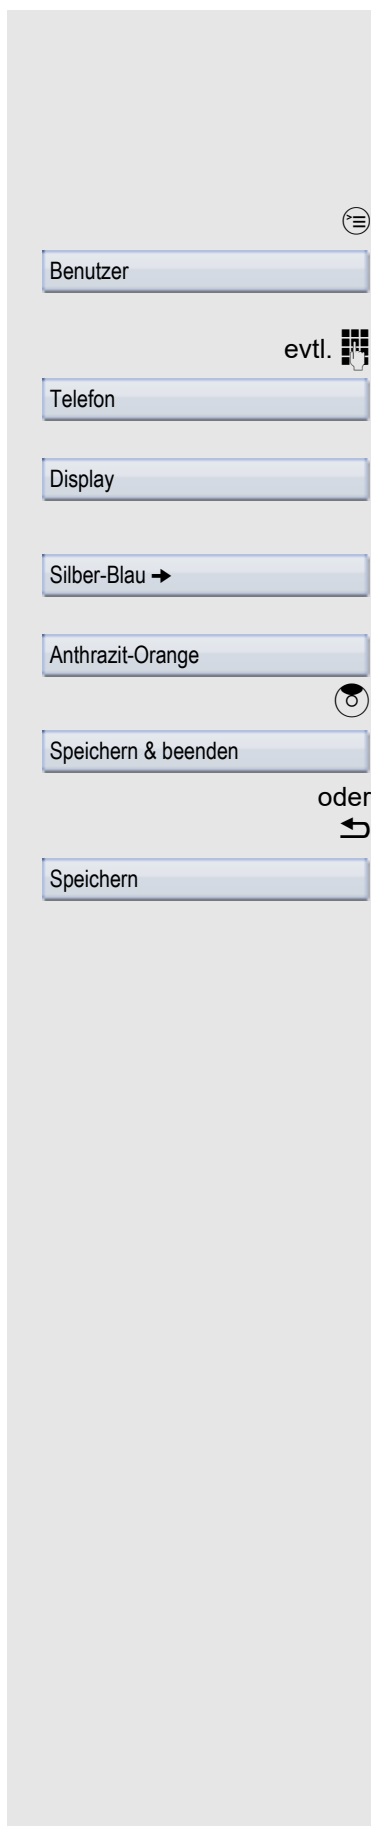 Benutzer
evtl.
Telefon
Display
Silber-Blau →
Anthrazit-Orange
Speichern & beenden
oder
Speichern